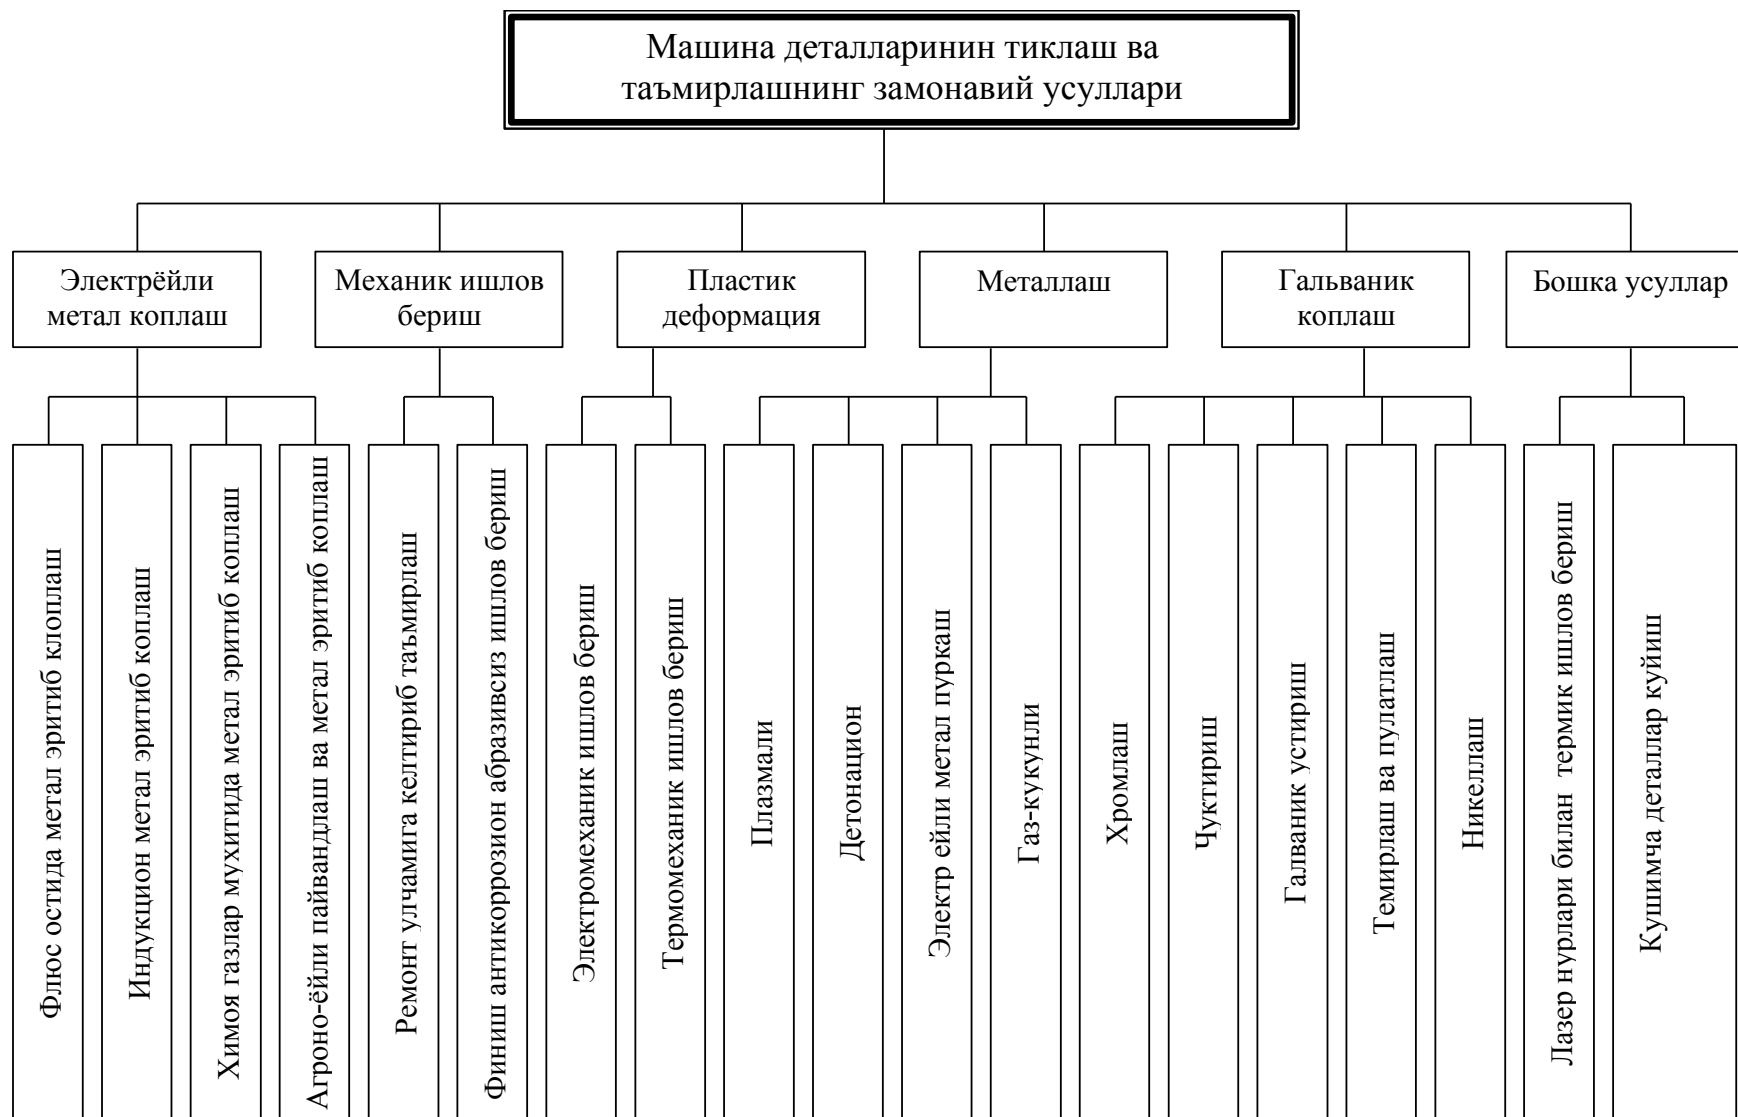 Машина деталларинин тиклаш ва
таъмирлашнинг замонавий усуллари
Электрёйли
метал коплаш
Механик ишлов
бериш
Пластик
деформация
Металлаш
Гальваник
коплаш
Бошка усуллар
Флюс остида метал эритиб клоплаш
Индукцион метал эритиб коплаш
Химоя газлар мухитида метал эритиб коплаш
Агроно-ёйли пайвандлаш ва метал эритиб коплаш
Ремонт улчамига келтириб таъмирлаш
Финиш антикоррозион абразивсиз ишлов бериш
Электромеханик ишлов бериш
Термомеханик ишлов бериш
Плазмали
Детонацион
Электр ейли метал пуркаш
Газ-кукунли
Хромлаш
Чуктириш
Галваник устириш
Темирлаш ва пулатлаш
Никеллаш
Лазер нурлари билан термик ишлов бериш
Кушимча деталлар куйиш